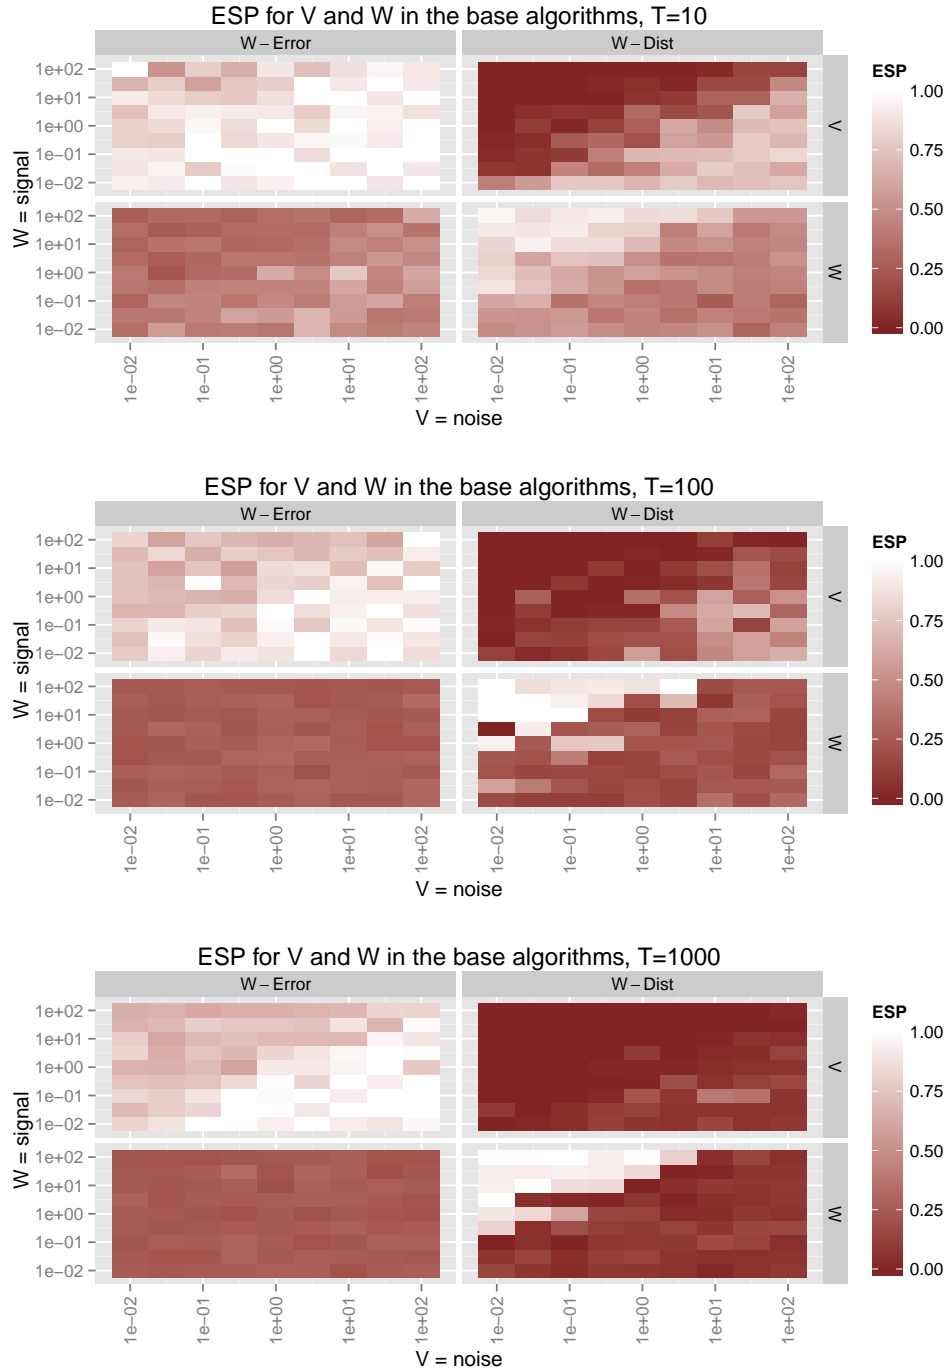 ESP for V and W in the base algorithms, T=10
W − Error
W − Dist
1e+02
1e+01
1e+00
1e−01
1e−02
V
1e+02
1e+01
1e+00
1e−01
1e−02
W
W = signal
1e−02
1e−01
1e+00
1e+01
1e+02
1e−02
1e−01
1e+00
1e+01
1e+02
V = noise
ESP
1.00
0.75
0.50
0.25
0.00
ESP for V and W in the base algorithms, T=100
W − Error
W − Dist
1e+02
1e+01
1e+00
1e−01
1e−02
V
1e+02
1e+01
1e+00
1e−01
1e−02
W
W = signal
1e−02
1e−01
1e+00
1e+01
1e+02
1e−02
1e−01
1e+00
1e+01
1e+02
V = noise
ESP
1.00
0.75
0.50
0.25
0.00
ESP for V and W in the base algorithms, T=1000
W − Error
W − Dist
1e+02
1e+01
1e+00
1e−01
1e−02
V
1e+02
1e+01
1e+00
1e−01
1e−02
W
W = signal
1e−02
1e−01
1e+00
1e+01
1e+02
1e−02
1e−01
1e+00
1e+01
1e+02
V = noise
ESP
1.00
0.75
0.50
0.25
0.00